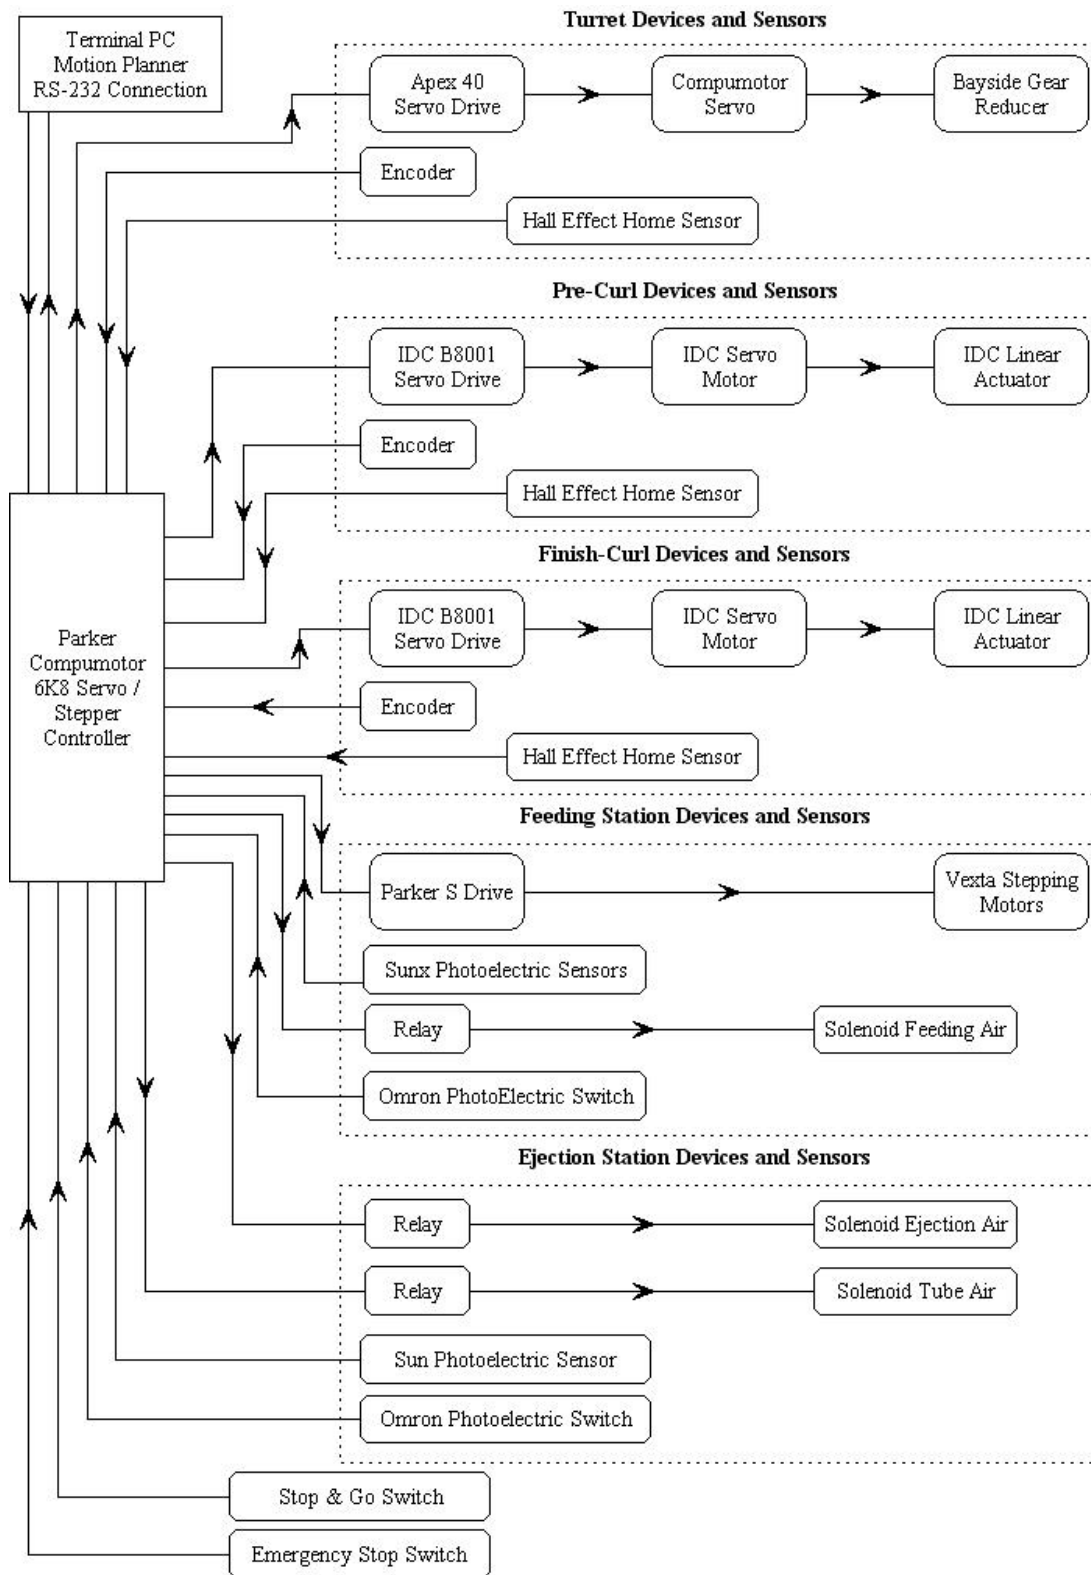 Terminal PC
Motion Planner
RS-232 Connection
Turret Devices and Sensors
Apex 40
Servo Drive
Compumotor
Servo
Bayside Gear
Reducer
Encoder
Hall Effect Home Sensor
Pre-Curl Devices and Sensors
IDC B8001
Servo Drive
IDC Servo
Motor
IDC Linear
Actuator
Encoder
Hall Effect Home Sensor
Finish-Curl Devices and Sensors
IDC B8001
Servo Drive
IDC Servo
Motor
IDC Linear
Actuator
Encoder
Hall Effect Home Sensor
Parker
Compumotor
6K8 Servo /
Stepper
Controller
Feeding Station Devices and Sensors
Parker S Drive
Vexta Stepping
Motors
Sunx Photoelectric Sensors
Relay
Solenoid Feeding Air
Omron PhotoElectric Switch
Ejection Station Devices and Sensors
Relay
Solenoid Ejection Air
Relay
Solenoid Tube Air
Sun Photoelectric Sensor
Omron Photoelectric Switch
Stop & Go Switch
Emergency Stop Switch